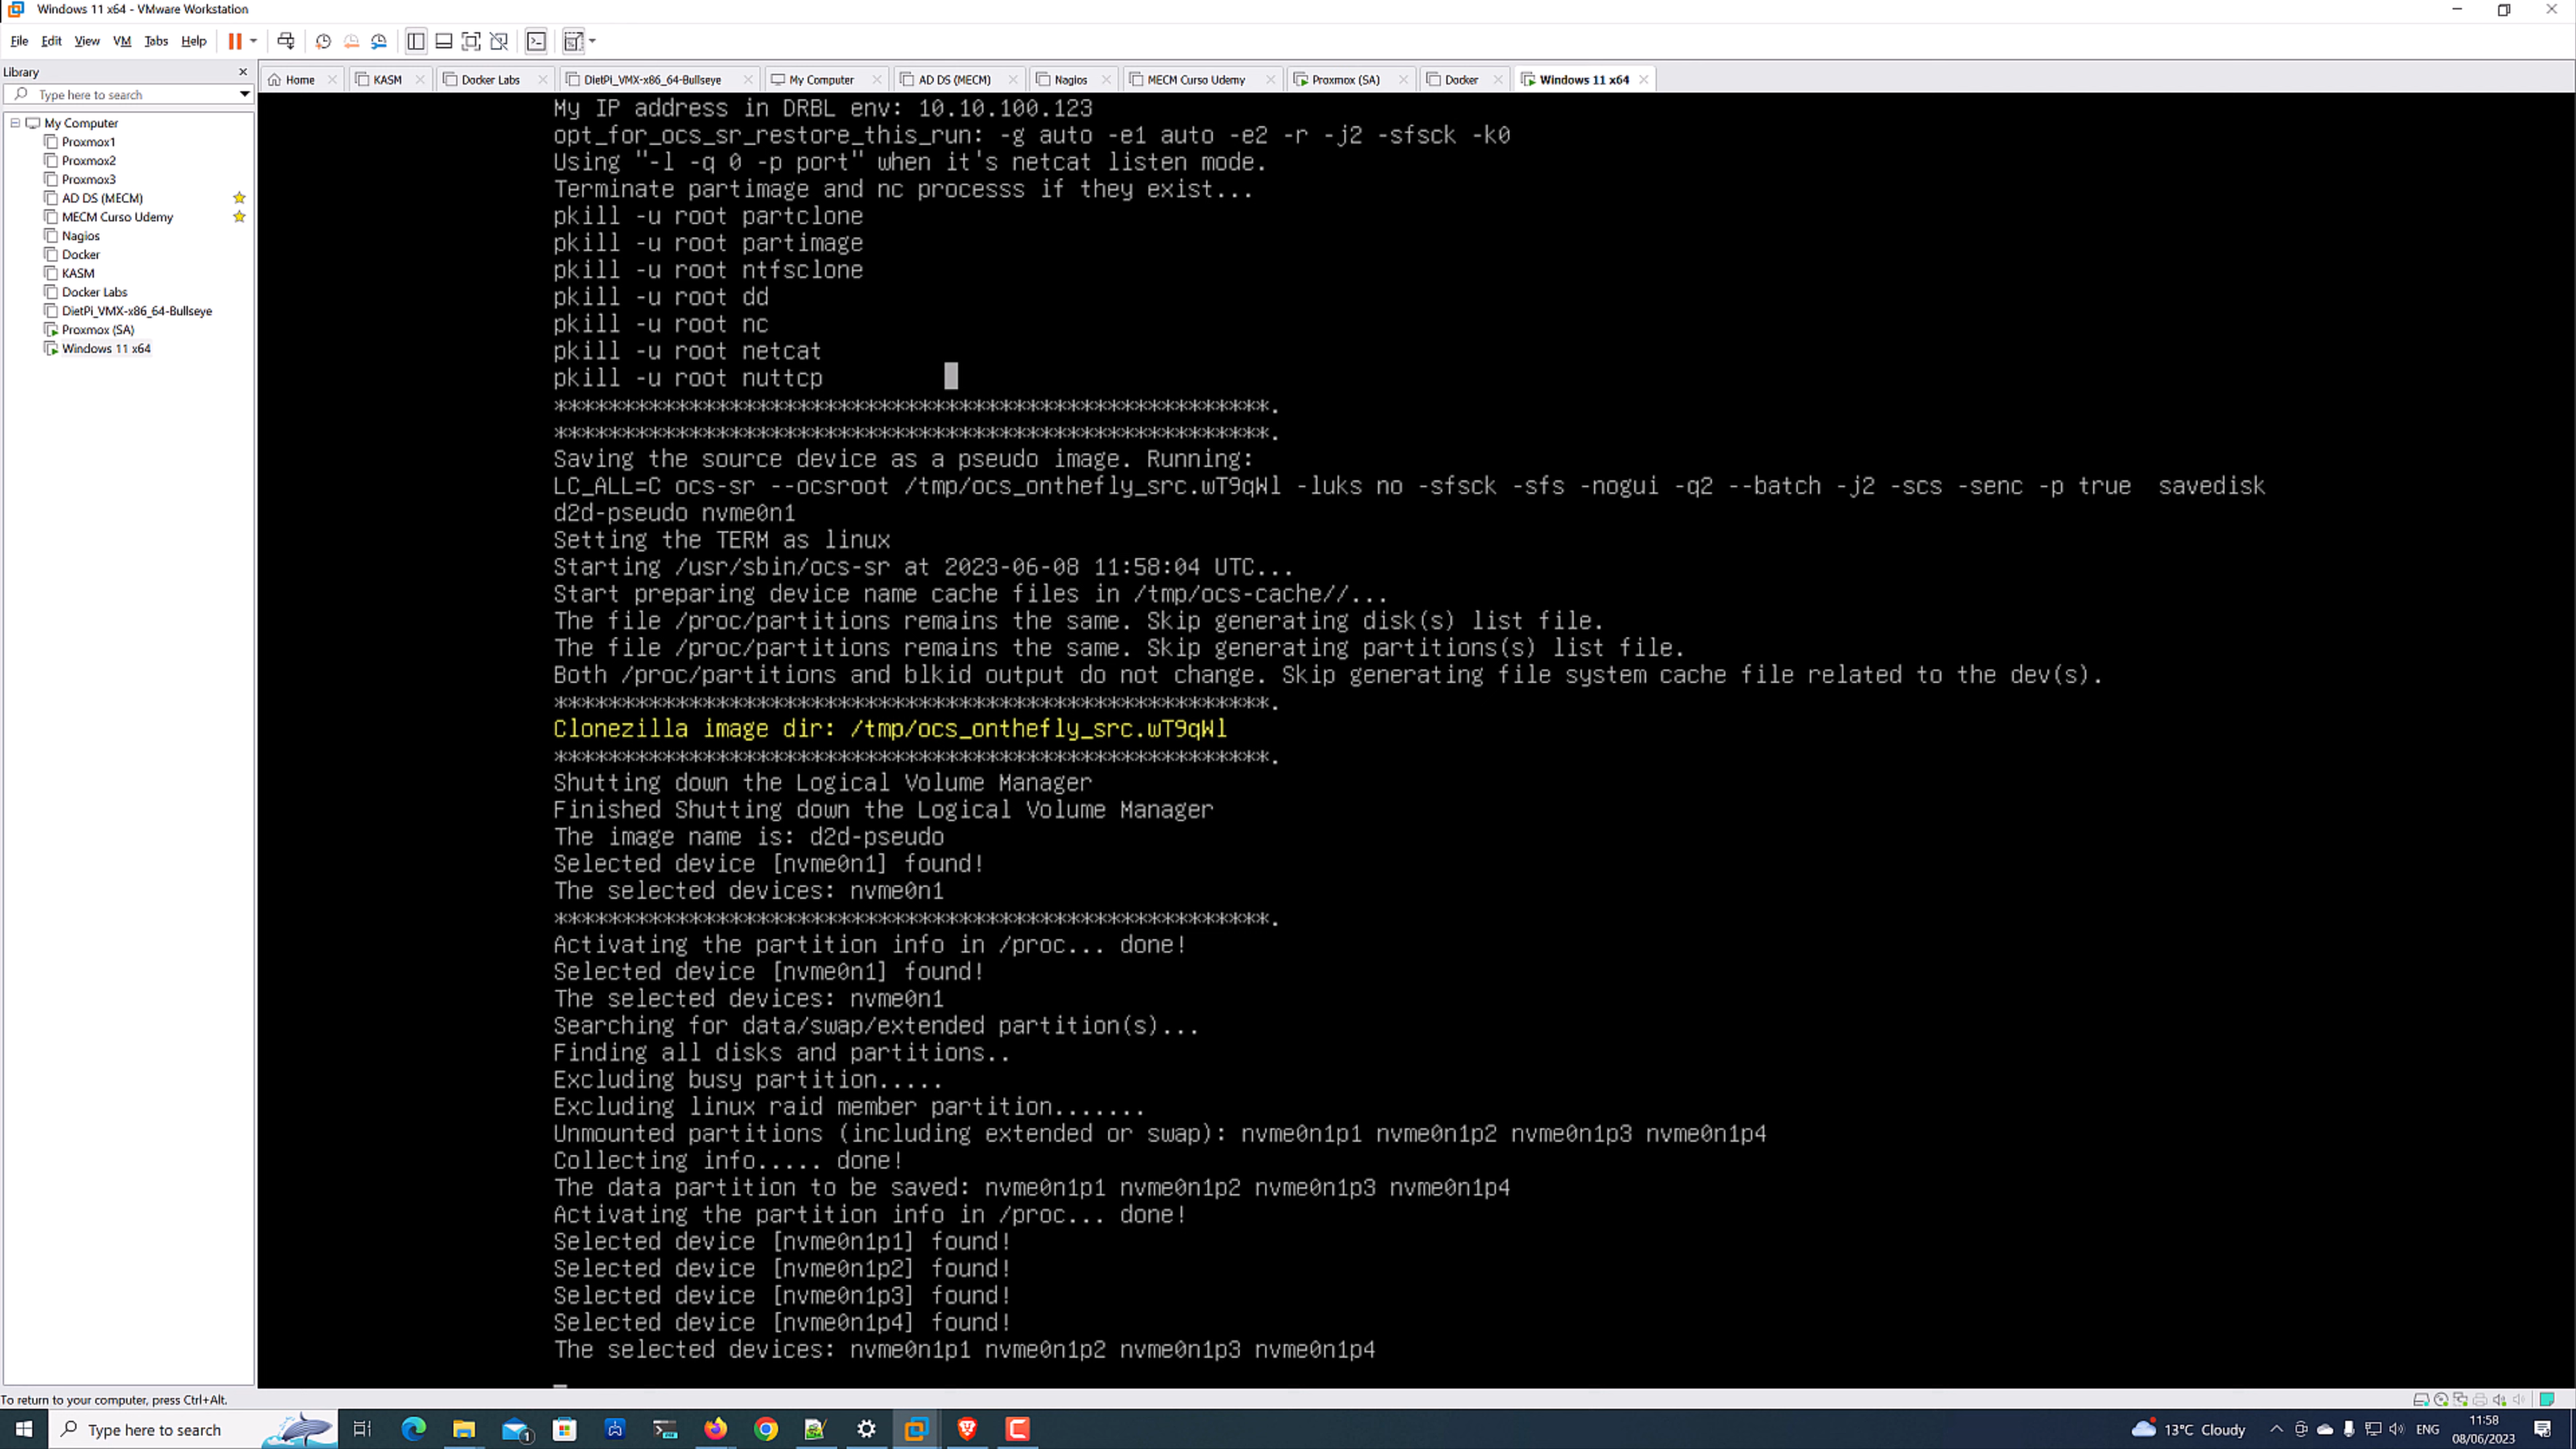 Windows 11 x64 - VMware Workstation
File Edit View VM Tabs Help
Library
Type here to search
My Computer
Proxmox1
Proxmox2
Proxmox3
AD DS (MECM)
MECM Curso Udemy
Nagios
Docker
KASM
Docker Labs
DietPi_VMX-x86_64-Bullseye
Proxmox (SA)
Windows 11 x64
Home KASM Docker Labs DietPi_VMX-x86_64-Bullseye My Computer AD DS (MECM) Nagios MECM Curso Udemy Proxmox (SA) Docker Windows 11 x64
My IP address in DRBL env: 10.10.100.123
opt_for_ocs_sr_restore_this_run: -g auto -e1 auto -e2 -r -j2 -sfsck -k0
Using "-l -q 0 -p port" when it's netcat listen mode.
Terminate partimage and nc processs if they exist...
pkill -u root partclone
pkill -u root partimage
pkill -u root ntfsclone
pkill -u root dd
pkill -u root nc
pkill -u root netcat
pkill -u root nuttcp
*****************************************************.
*****************************************************.
Saving the source device as a pseudo image. Running:
LC_ALL=C ocs-sr --ocsroot /tmp/ocs_onthefly_src.wT9qWl -luks no -sfsck -sfs -nogui -q2 --batch -j2 -scs -senc -p true  savedisk
d2d-pseudo nvme0n1
Setting the TERM as linux
Starting /usr/sbin/ocs-sr at 2023-06-08 11:58:04 UTC...
Start preparing device name cache files in /tmp/ocs-cache//...
The file /proc/partitions remains the same. Skip generating disk(s) list file.
The file /proc/partitions remains the same. Skip generating partitions(s) list file.
Both /proc/partitions and blkid output do not change. Skip generating file system cache file related to the dev(s).
*****************************************************.
Clonezilla image dir: /tmp/ocs_onthefly_src.wT9qWl
*****************************************************.
Shutting down the Logical Volume Manager
Finished Shutting down the Logical Volume Manager
The image name is: d2d-pseudo
Selected device [nvme0n1] found!
The selected devices: nvme0n1
*****************************************************.
Activating the partition info in /proc... done!
Selected device [nvme0n1] found!
The selected devices: nvme0n1
Searching for data/swap/extended partition(s)...
Finding all disks and partitions..
Excluding busy partition.....
Excluding linux raid member partition.......
Unmounted partitions (including extended or swap): nvme0n1p1 nvme0n1p2 nvme0n1p3 nvme0n1p4
Collecting info..... done!
The data partition to be saved: nvme0n1p1 nvme0n1p2 nvme0n1p3 nvme0n1p4
Activating the partition info in /proc... done!
Selected device [nvme0n1p1] found!
Selected device [nvme0n1p2] found!
Selected device [nvme0n1p3] found!
Selected device [nvme0n1p4] found!
The selected devices: nvme0n1p1 nvme0n1p2 nvme0n1p3 nvme0n1p4
To return to your computer, press Ctrl+Alt.
Type here to search
1
13°C Cloudy
ENG
11:58
08/06/2023